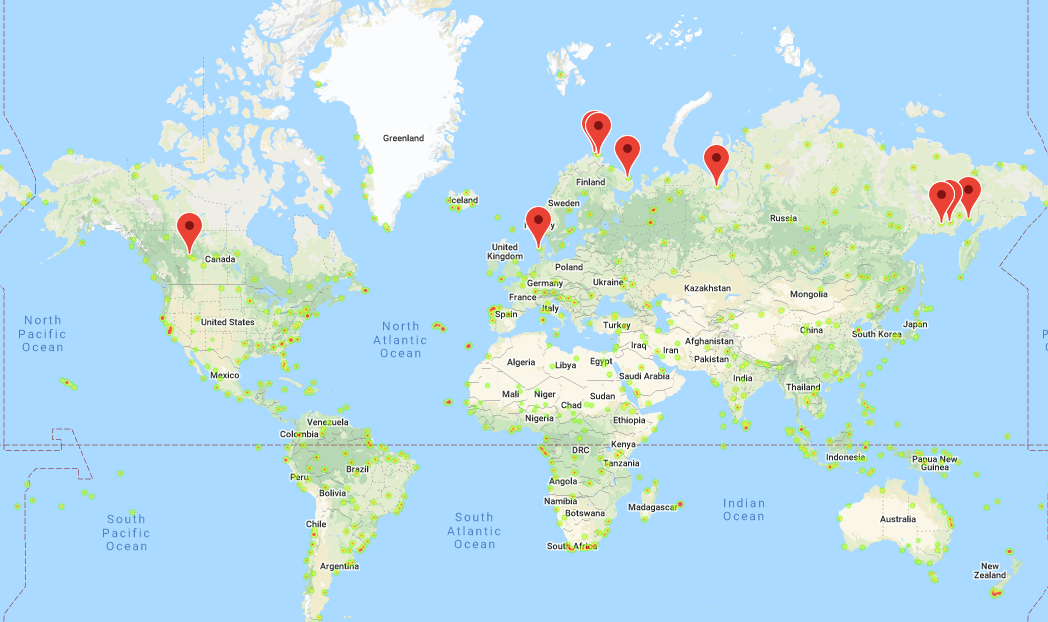 Greenland
Finland
Iceland
Sweden
Russia
United
Kingdom
Canada
Poland
Germany
Ukraine
Kazakhstan
Mongolia
France
Italy
Spain
North
Pacific
Ocean
United States
North
Atlantic
Ocean
Turkey
China
Japan
South Korea
Afghanistan
Iraq
Iran
Pakistan
Algeria
Libya
Egypt
Saudi Arabia
India
Thailand
Mexico
Mali
Niger
Chad
Sudan
Nigeria
Ethiopia
Venezuela
Colombia
DRC
Kenya
Indonesia
Papua New
Guinea
Tanzania
Peru
Brazil
Bolivia
Angola
Namibia
Botswana
Madagascar
Indian
Ocean
South
Pacific
Ocean
South
Atlantic
Ocean
Australia
Chile
South Africa
Argentina
New
Zealand